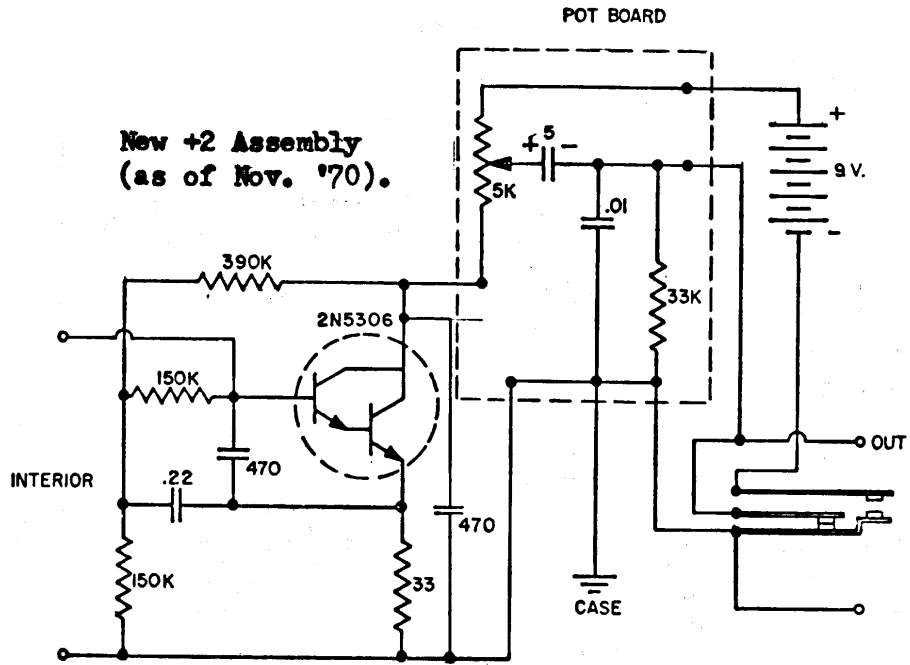 POT BOARD
New +2 Assembly
(as of Nov. '70).
+ 5 -
+
9V.
-
5K
.01
390K
33K
2N5306
150K
470
OUT
INTERIOR
.22
470
150K
33
CASE